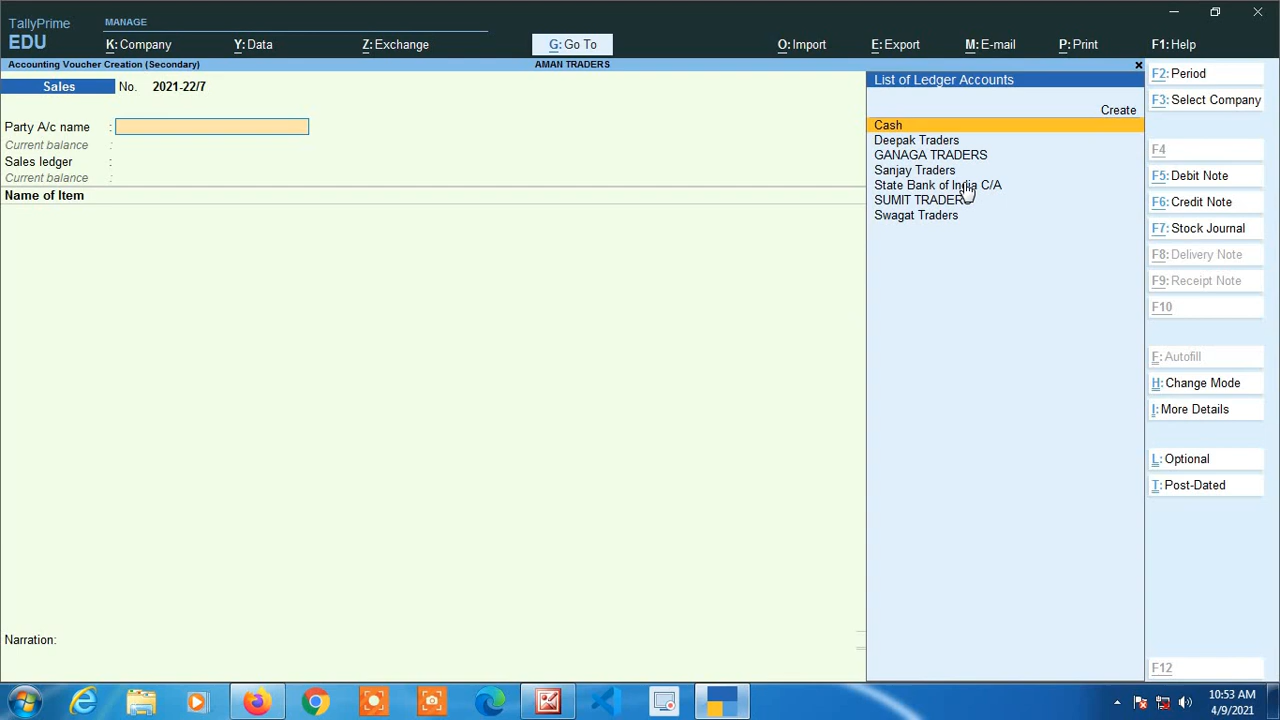 TallyPrime
EDU
MANAGE
K: Company
Y: Data
Z: Exchange
G: Go To
O: Import
E: Export
M: E-mail
P: Print
F1: Help
Accounting Voucher Creation (Secondary)
AMAN TRADERS
Sales No. 2021-22/7
Party A/c name :
Current balance :
Sales ledger :
Current balance :
Name of Item
Narration:
List of Ledger Accounts
Create
Cash
Deepak Traders
GANAGA TRADERS
Sanjay Traders
State Bank of India C/A
SUMIT TRADERS
Swagat Traders
F2: Period
F3: Select Company
F4
F5: Debit Note
F6: Credit Note
F7: Stock Journal
F8: Delivery Note
F9: Receipt Note
F10
F: Autofill
H: Change Mode
I: More Details
L: Optional
T: Post-Dated
F12
10:53 AM
4/9/2021